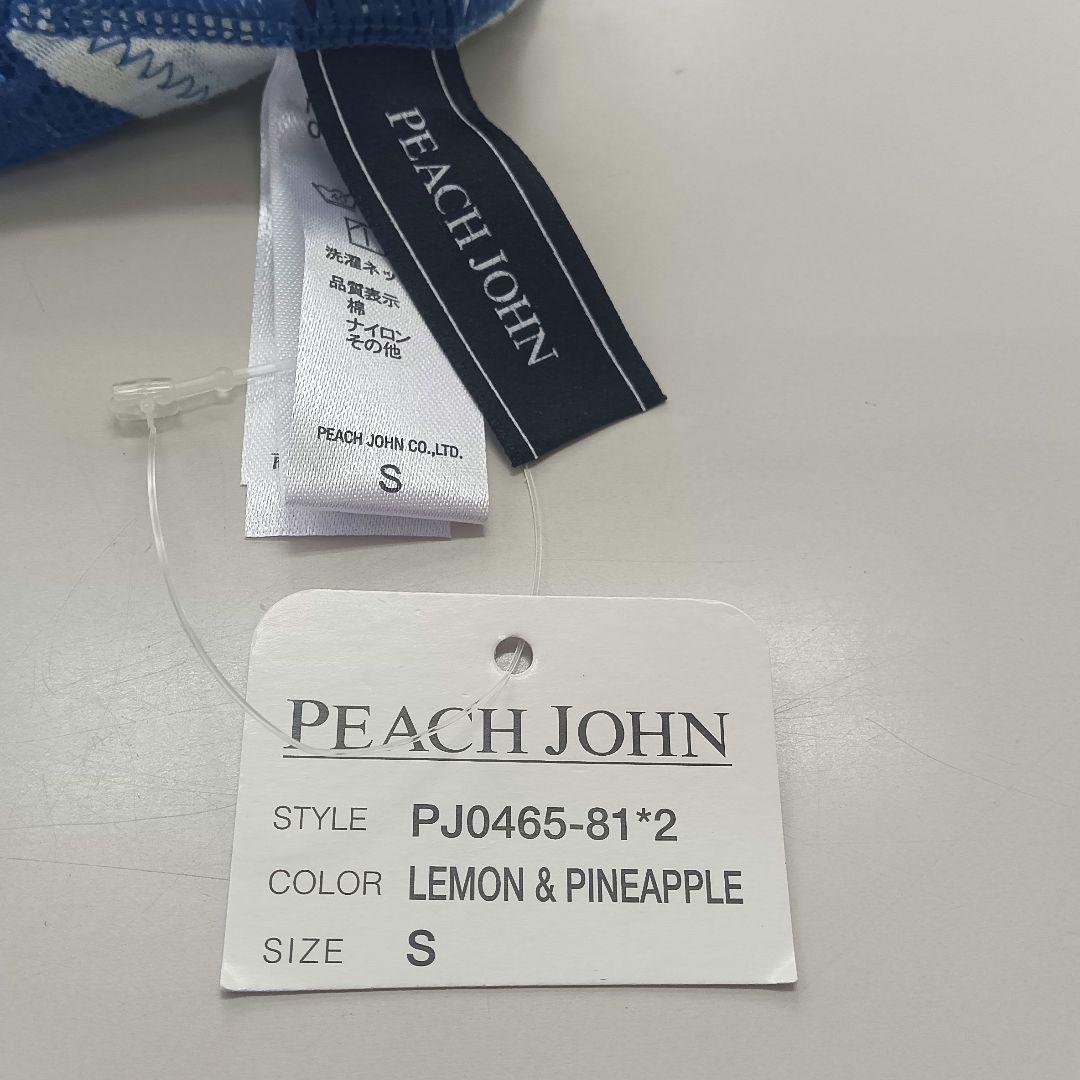 PEACH JOHN
洗濯ネッ
品質表示
棉
ナイロン
その他
PEACH JOHN CO.,LTD.
S
PEACH JOHN
STYLE PJ0465-81*2
COLOR LEMON & PINEAPPLE
SIZE S